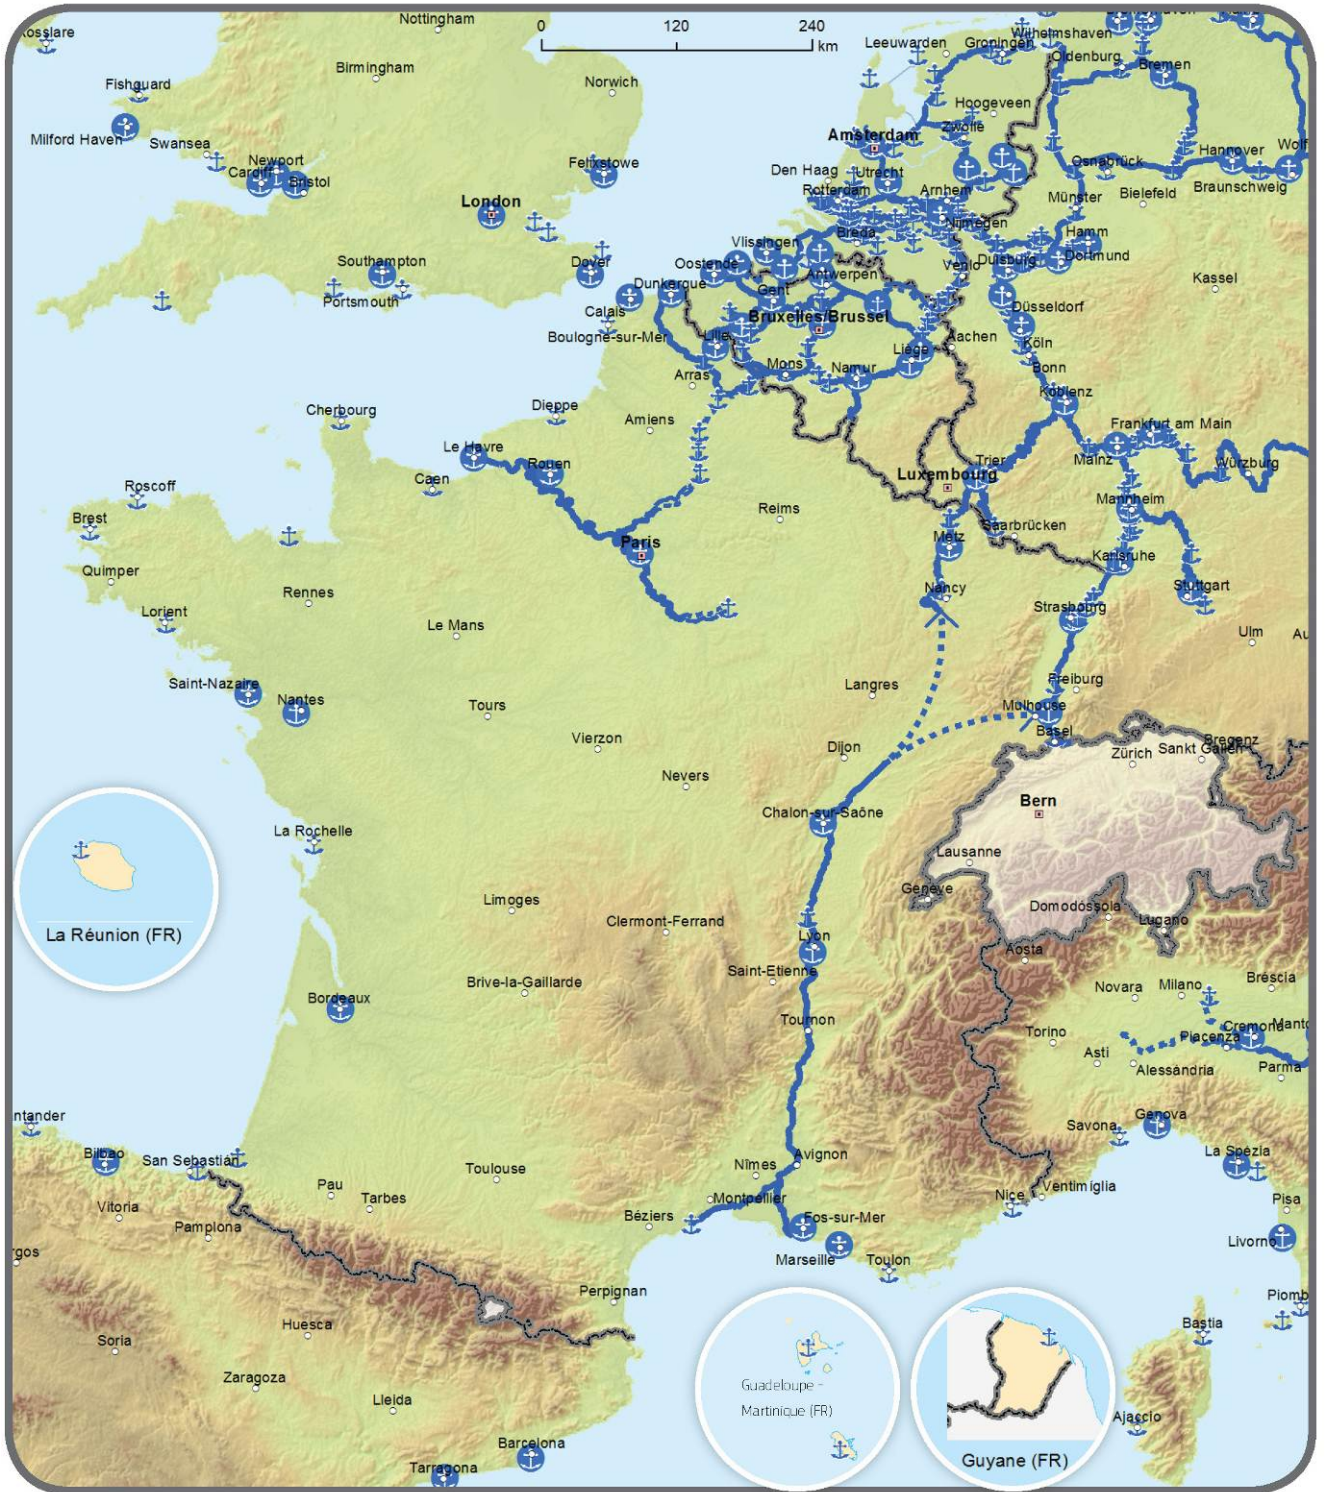 Nottingham
0
120
240
km
Wilhelmshaven
Leeuwarden
Groningen
Oldenburg
Bremen
Birmingham
Norwich
Fishguard
Hoogeveen
Milford Haven
Swansea
Amsterdam
Zwolle
Newport
Cardiff
Bristol
Felixstowe
Den Haag
Utrecht
Osnabrück
Hannover
Wolf
Rotterdam
Arnhem
Bielefeld
Braunschweig
London
Münster
Nijmegen
Breda
Vlissingen
Hamm
Southampton
Dover
Oostende
Antwerpen
Venlo
Duisburg
Dortmund
Kassel
Portsmouth
Dunkerque
Gent
Calais
Düsseldorf
Bruxelles/Brussel
Boulogne-sur-Mer
Lille
Liège
Aachen
Köln
Arras
Mons
Namur
Bonn
Koblenz
Cherbourg
Dieppe
Amiens
Frankfurt am Main
Le Havre
Rouen
Trier
Mainz
Würzburg
Caen
Luxembourg
Roscoff
Mannheim
Brest
Reims
Saarbrücken
Metz
Paris
Karlsruhe
Quimper
Rennes
Nancy
Stuttgart
Lorient
Le Mans
Strasbourg
Ulm
Au
Saint-Nazaire
Nantes
Langres
Freiburg
Tours
Mulhouse
Vierzon
Dijon
Basel
Bregenz
Zürich
Sankt Gallen
Nevers
Bern
Chalon-sur-Saône
La Rochelle
Lausanne
Genève
Limoges
Clermont-Ferrand
Domodossola
Lugano
La Réunion (FR)
Lyon
Aosta
Saint-Etienne
Brive-la-Gaillarde
Novara
Milano
Bréscia
Bordeaux
Tournon
Torino
Cremona
Manto
Piacenza
Asti
Alessàndria
Parma
ntander
Savona
Genova
Bilbao
San Sebastián
Avignon
La Spézia
Toulouse
Nîmes
Pau
Tarbes
Montpellier
Nice
Ventimiglia
Vitoria
Pisa
Pamplona
Béziers
Fos-sur-Mer
Livorno
rgos
Marseille
Toulon
Perpignan
Piomb
Huesca
Bastia
Soria
Zaragoza
Guadeloupe –
Martinique (FR)
Lleida
Ajaccio
Barcelona
Guyane (FR)
Tarragona